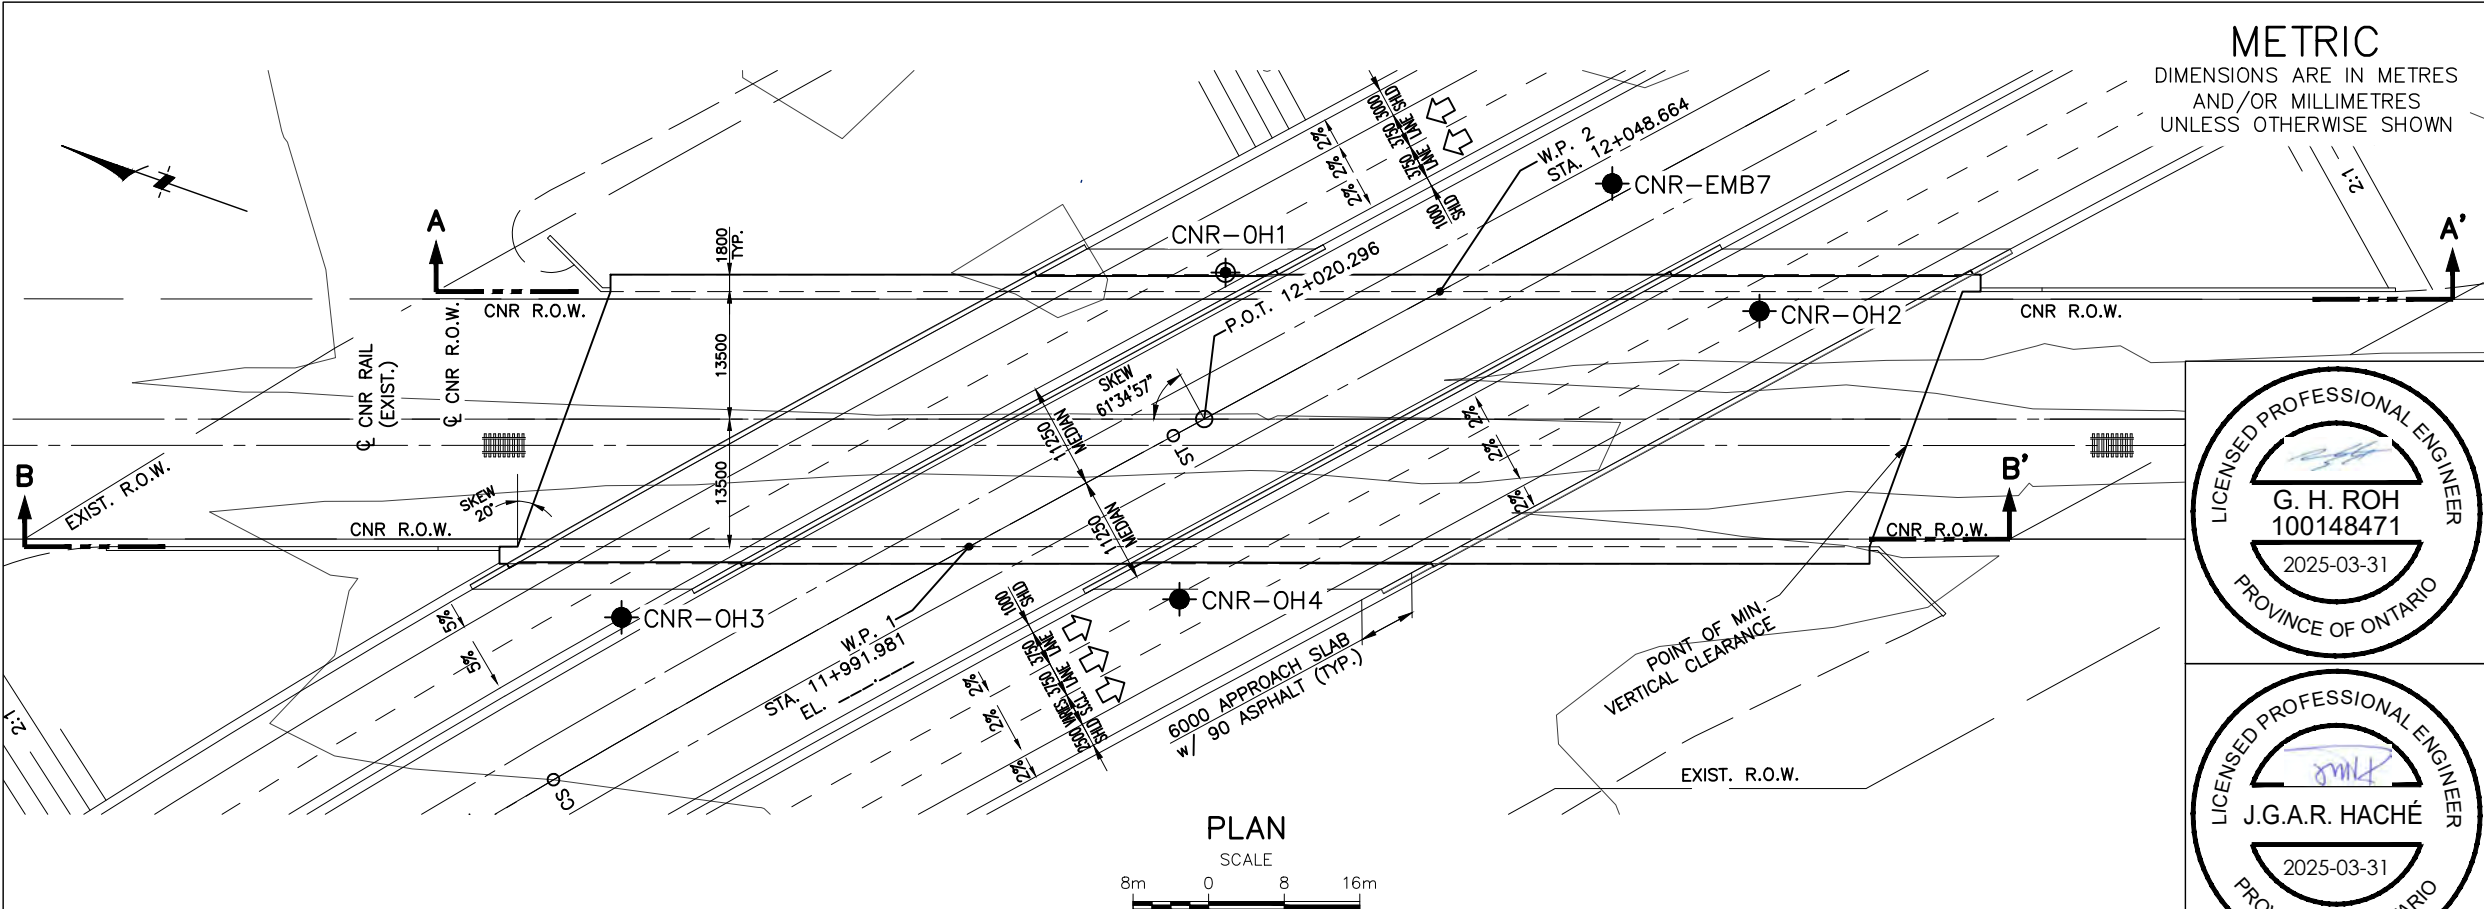 METRIC
DIMENSIONS ARE IN METRES
AND/OR MILLIMETRES
UNLESS OTHERWISE SHOWN
3000 SHLD
3750 LANE
3750 LANE
1000 SHLD
2%
2%
2%
W.P. 2
STA. 12+048.664
CNR-EMB7
2:1
A
A'
1800
TYP.
CNR-OH1
P.O.T. 12+020.296
CNR R.O.W.
℄ CNR R.O.W.
℄ CNR RAIL
(EXIST.)
13500
13500
CNR-OH2
CNR R.O.W.
SKEW
61°34'57"
11250
MEDIAN
11250
MEDIAN
ST
2%
2%
2%
B
B'
EXIST. R.O.W.
SKEW
20°
CNR R.O.W.
CNR R.O.W.
CNR-OH3
CNR-OH4
5%
5%
W.P. 1
STA. 11+991.981
EL. ___.___
1000
SHLD
3750 LANE
3750 LANE
VARIES S.C.L.
2500 SHLD
2%
2%
2%
6000 APPROACH SLAB
w/ 90 ASPHALT (TYP.)
POINT OF MIN.
VERTICAL CLEARANCE
EXIST. R.O.W.
2:1
CS
PLAN
SCALE
8m 0 8 16m
LICENSED PROFESSIONAL ENGINEER
G. H. ROH
100148471
2025-03-31
PROVINCE OF ONTARIO
LICENSED PROFESSIONAL ENGINEER
J.G.A.R. HACHÉ
2025-03-31